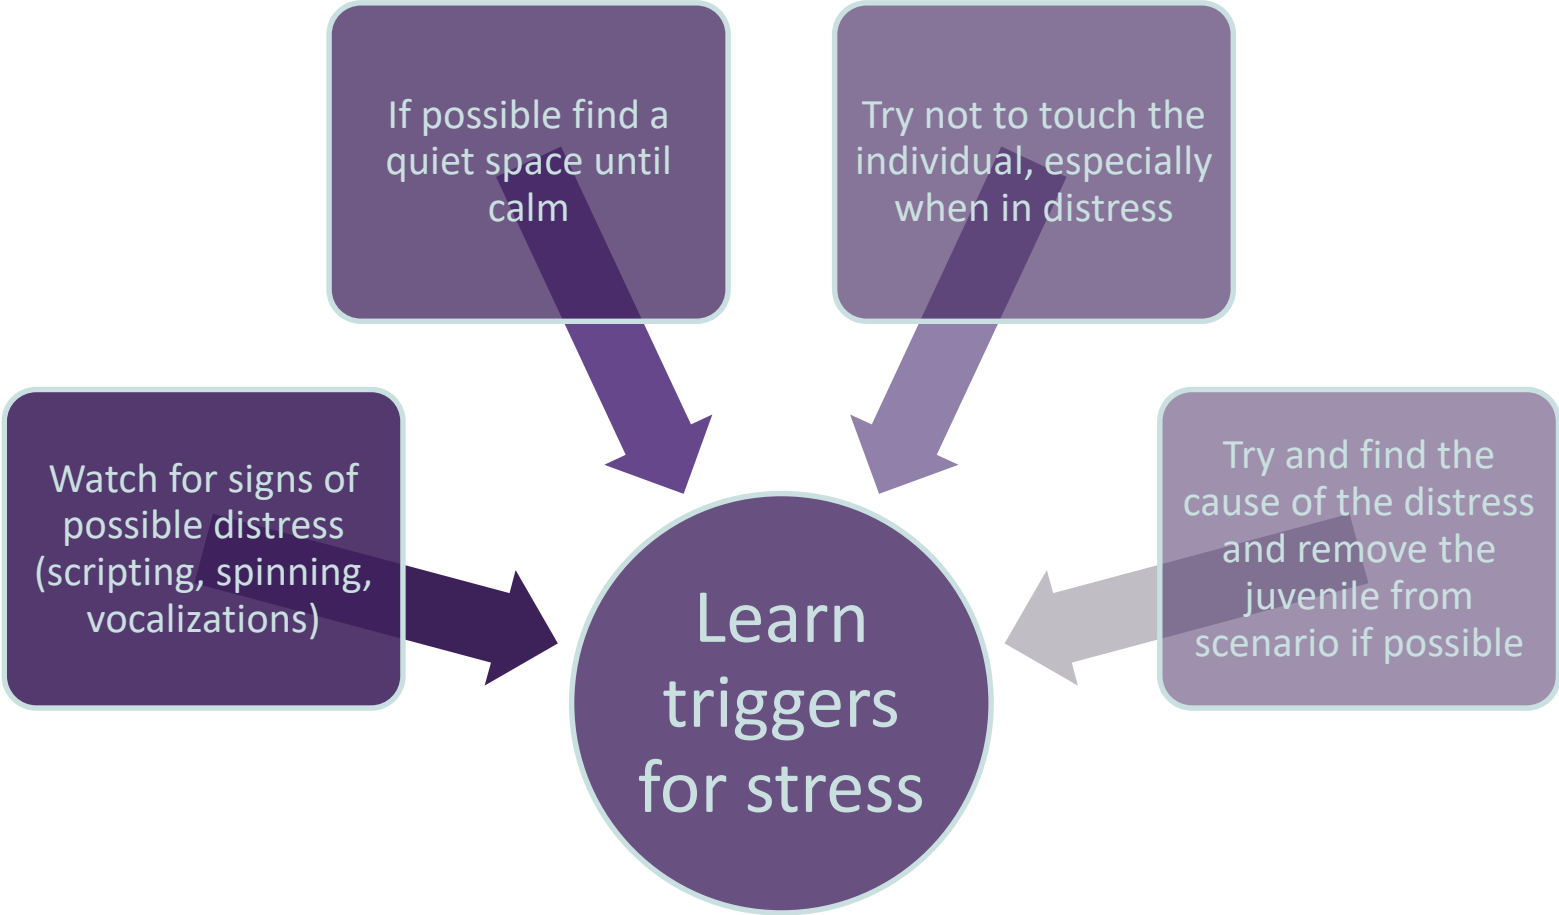 If possible find a
quiet space until
calm
Try not to touch the
individual, especially
when in distress
Watch for signs of
possible distress
(scripting, spinning,
vocalizations)
Try and find the
cause of the distress
and remove the
juvenile from
scenario if possible
Learn
triggers
for stress